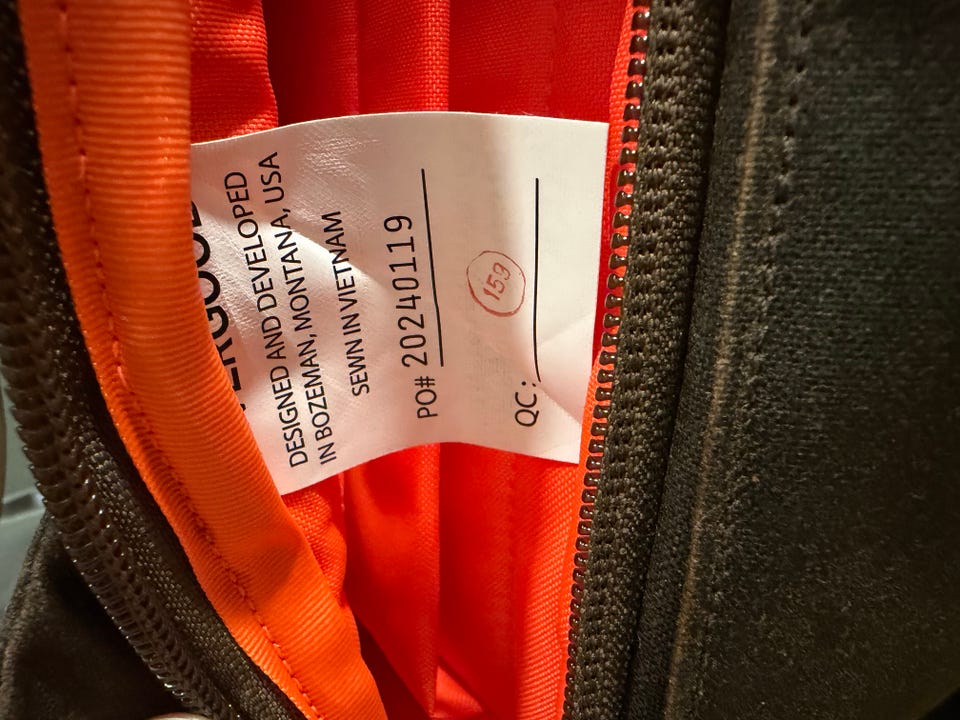 DESIGNED AND DEVELOPED
IN BOZEMAN, MONTANA, USA
SEWN IN VIETNAM
PO# 20240119
159
QC: